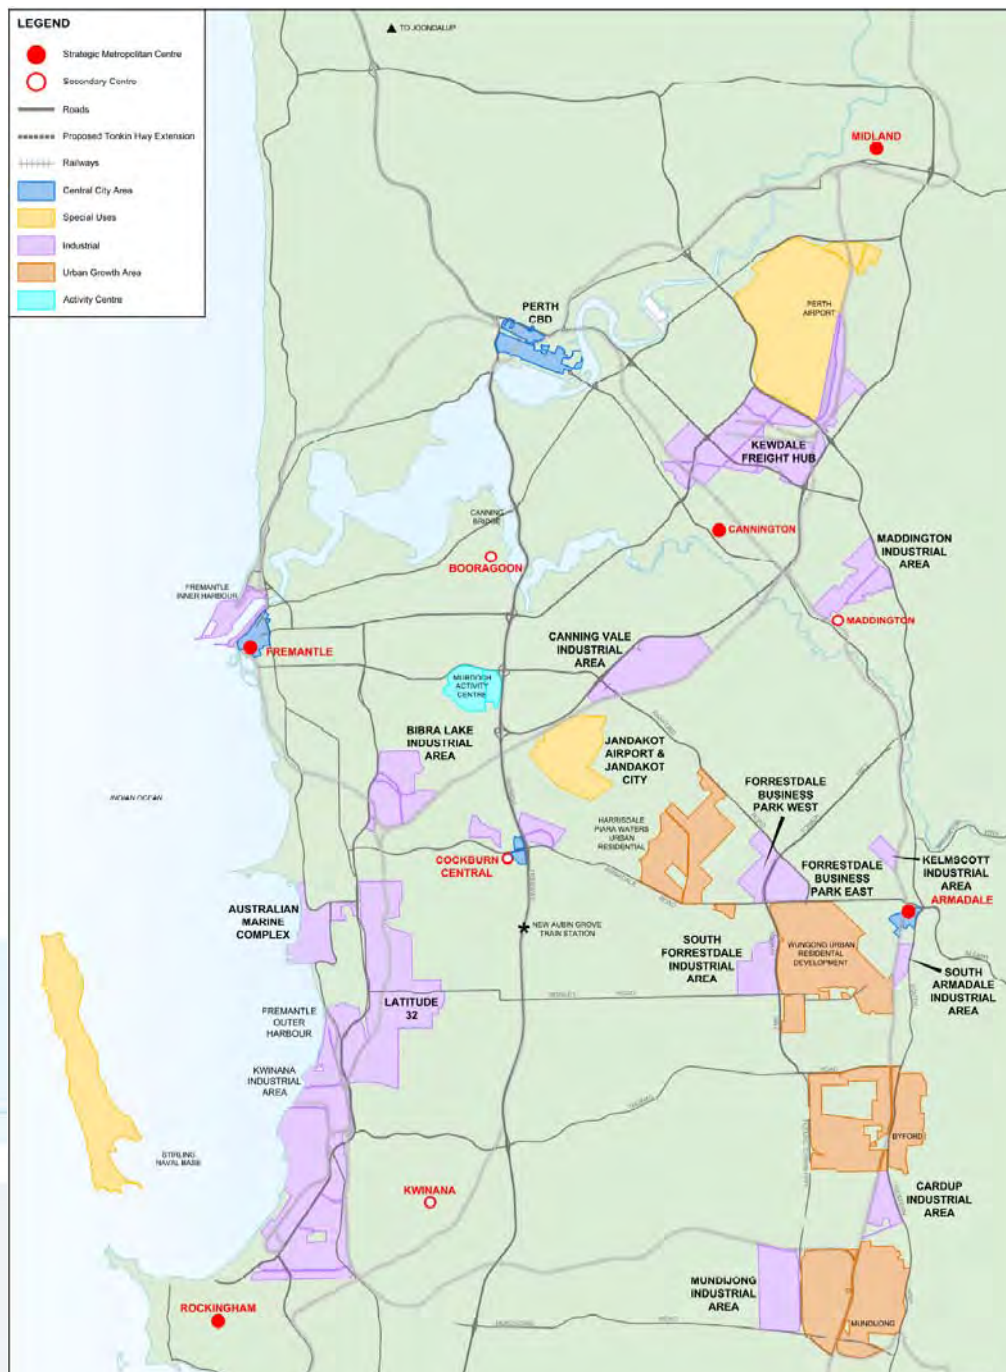 LEGEND
Strategic Metropolitan Centre
Secondary Centre
Roads
Proposed Tonkin Hwy Extension
Railways
Central City Area
Special Uses
Industrial
Urban Growth Area
Activity Centre
TO JOONDALUP
MIDLAND
PERTH
CBD
PERTH
AIRPORT
KEWDALE
FREIGHT HUB
CANNING
BRIDGE
CANNINGTON
BOORAGOON
MADDINGTON
INDUSTRIAL
AREA
FREMANTLE
INNER HARBOUR
MADDINGTON
FREMANTLE
CANNING VALE
INDUSTRIAL
AREA
MURDOCH
ACTIVITY
CENTRE
BIBRA LAKE
INDUSTRIAL
AREA
JANDAKOT
AIRPORT &
JANDAKOT
CITY
INDIAN OCEAN
FORRESTDALE
BUSINESS
PARK WEST
HARRISDALE
PIARA WATERS
URBAN
RESIDENTIAL
COCKBURN
CENTRAL
FORRESTDALE
BUSINESS
PARK EAST
KELMSCOTT
INDUSTRIAL
AREA
ARMADALE
AUSTRALIAN
MARINE
COMPLEX
NEW AUBIN GROVE
TRAIN STATION
SOUTH
FORRESTDALE
INDUSTRIAL
AREA
WUNGONG URBAN
RESIDENTAL
DEVELOPMENT
SOUTH
ARMADALE
INDUSTRIAL
AREA
LATITUDE
32
ROAD
FREMANTLE
OUTER
HARBOUR
KWINANA
INDUSTRIAL
AREA
ROAD
BYFORD
STIRLING
NAVAL BASE
KWINANA
CARDUP
INDUSTRIAL
AREA
MUNDIJONG
INDUSTRIAL
AREA
ROCKINGHAM
MUNDIJONG
ROAD
MUNDIJONG